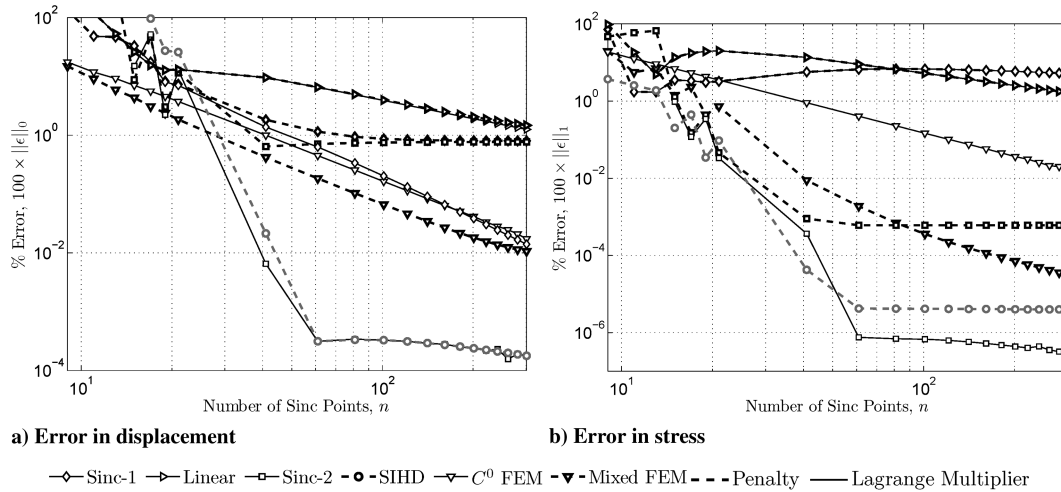 10^2
10^0
10^-2
10^-4
% Error, 100 × ||ϵ||_0
10^1
10^2
Number of Sinc Points, n
a) Error in displacement
10^2
10^0
10^-2
10^-4
10^-6
% Error, 100 × ||ϵ||_1
10^1
10^2
Number of Sinc Points, n
b) Error in stress
Sinc-1 Linear Sinc-2 SIHD C^0 FEM Mixed FEM Penalty Lagrange Multiplier